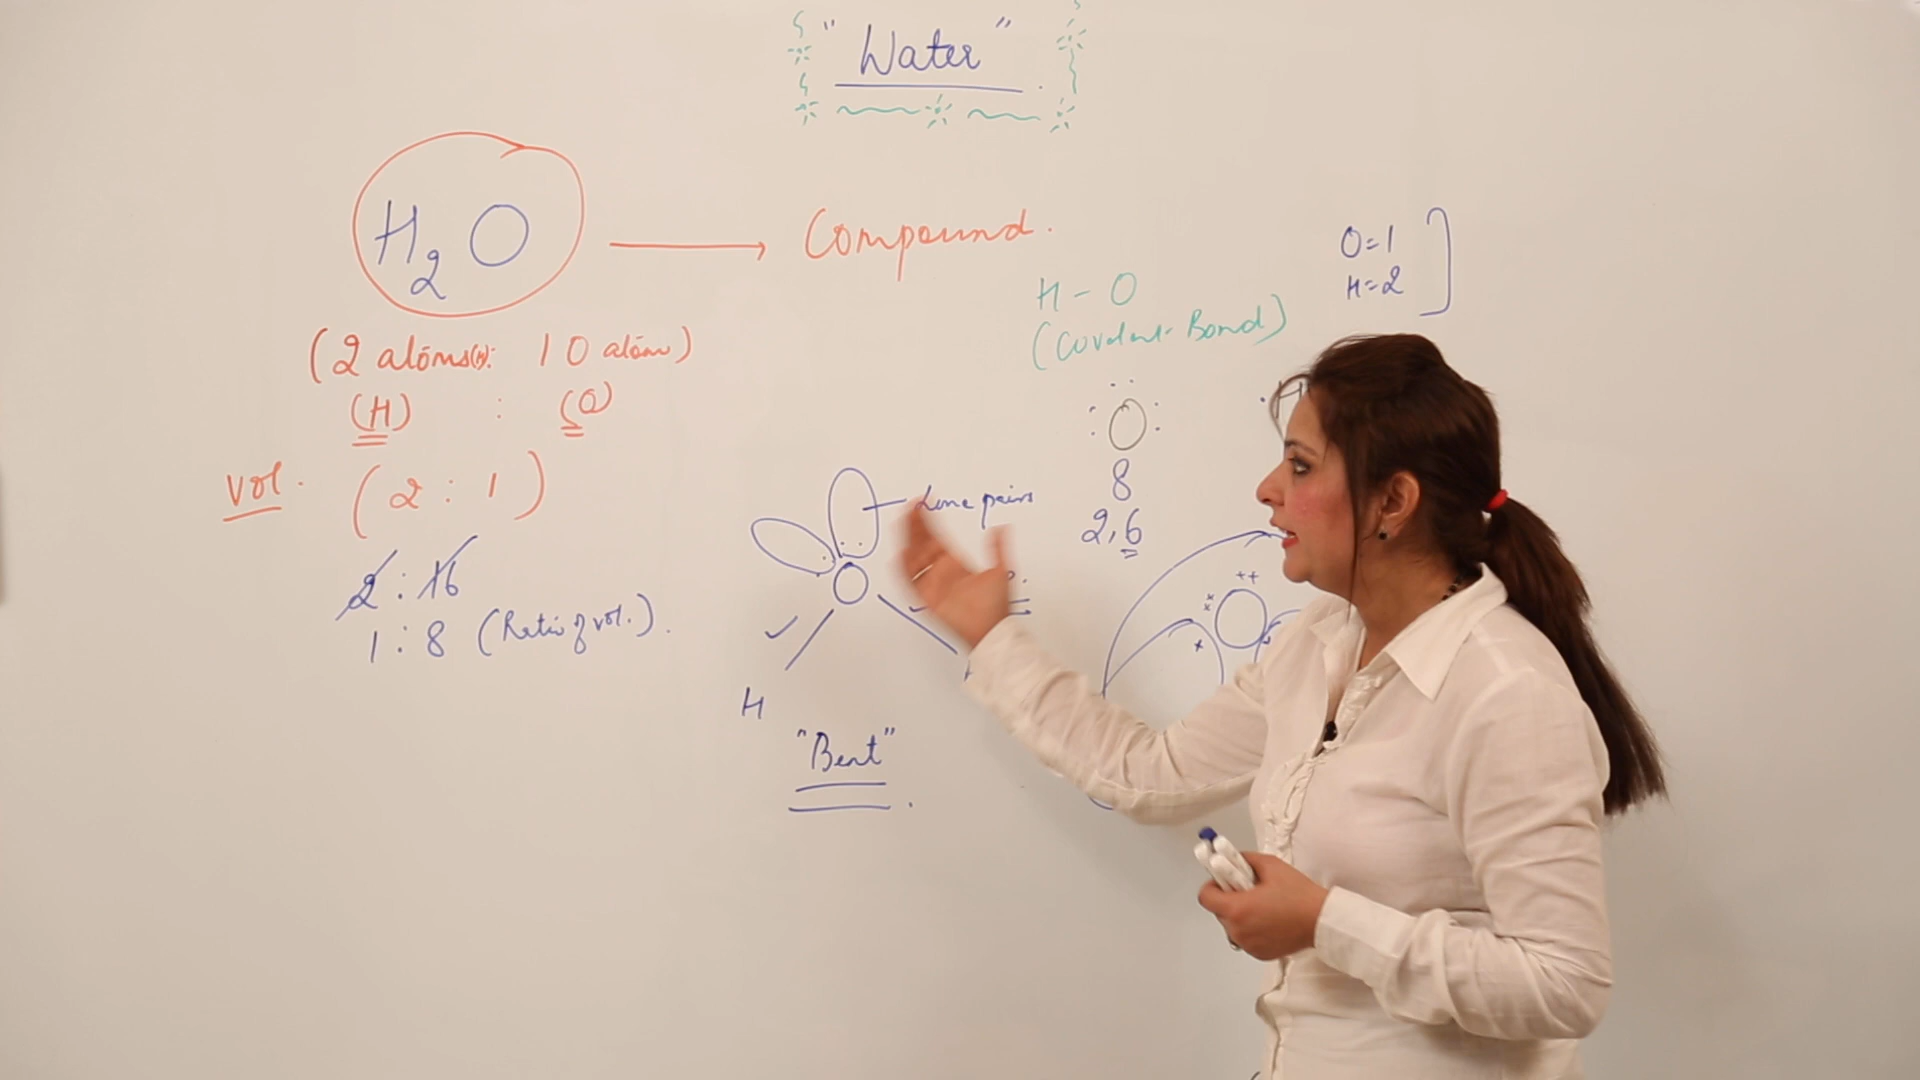 "Water"
H2O → Compound.
O=1
H=2
H-O
(Covalent-Bond)
(2 atoms(H): 1 O atom)
(H) : (O)
Vol. (2 : 1)
2 : 16
1 : 8 (Ratio of vol.).
Lone pairs
O
H
"Bent"
O
8
2,6
H